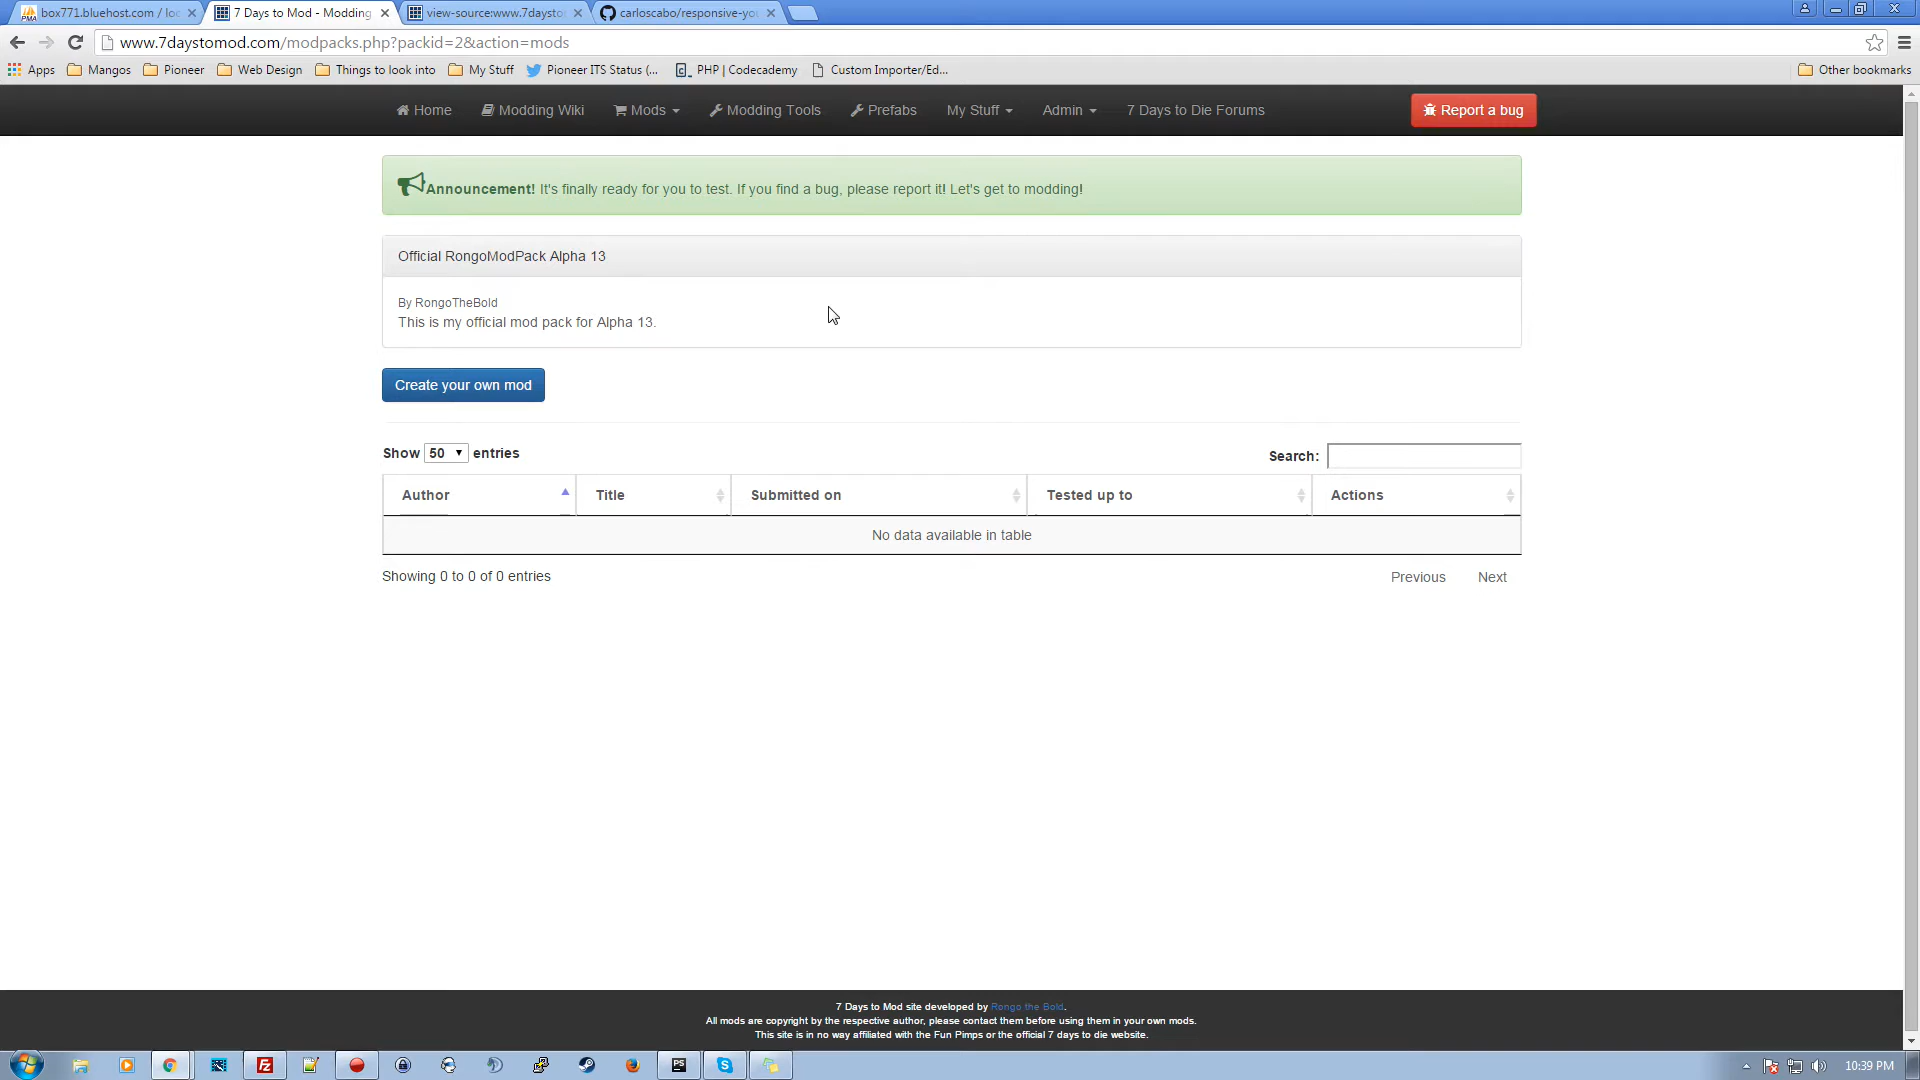 box771.bluehost.com / loc
7 Days to Mod - Modding
view-source:www.7daysto
carloscabo/responsive-yo
www.7daystomod.com/modpacks.php?packid=2&action=mods
Apps Mangos Pioneer Web Design Things to look into My Stuff Pioneer ITS Status (... PHP | Codecademy Custom Importer/Ed... Other bookmarks
Home Modding Wiki Mods Modding Tools Prefabs My Stuff Admin 7 Days to Die Forums Report a bug
Announcement! It's finally ready for you to test. If you find a bug, please report it! Let's get to modding!
Official RongoModPack Alpha 13
By RongoTheBold
This is my official mod pack for Alpha 13.
Create your own mod
Show 50 entries Search:
Author Title Submitted on Tested up to Actions
No data available in table
Showing 0 to 0 of 0 entries Previous Next
7 Days to Mod site developed by Rongo the Bold.
All mods are copyright by the respective author, please contact them before using them in your own mods.
This site is in no way affiliated with the Fun Pimps or the official 7 days to die website.
10:39 PM